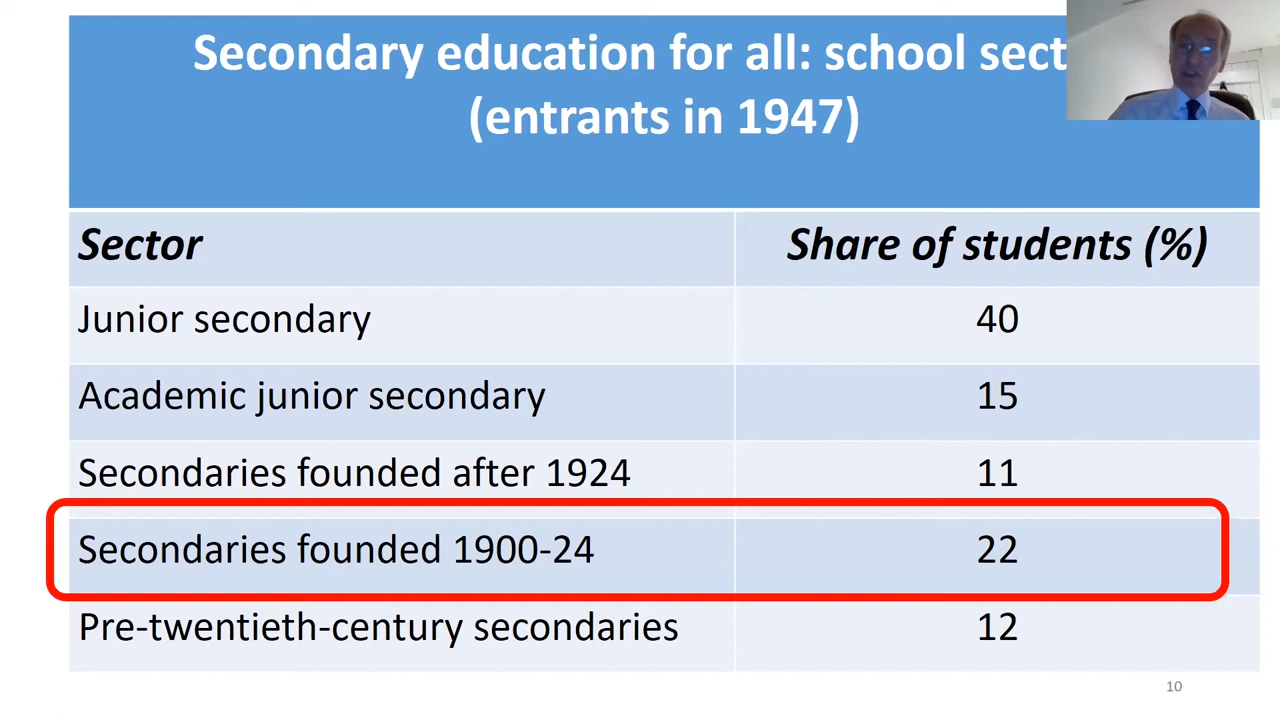 Secondary education for all: school sect
(entrants in 1947)
Sector Share of students (%)
Junior secondary 40
Academic junior secondary 15
Secondaries founded after 1924 11
Secondaries founded 1900-24 22
Pre-twentieth-century secondaries 12
10